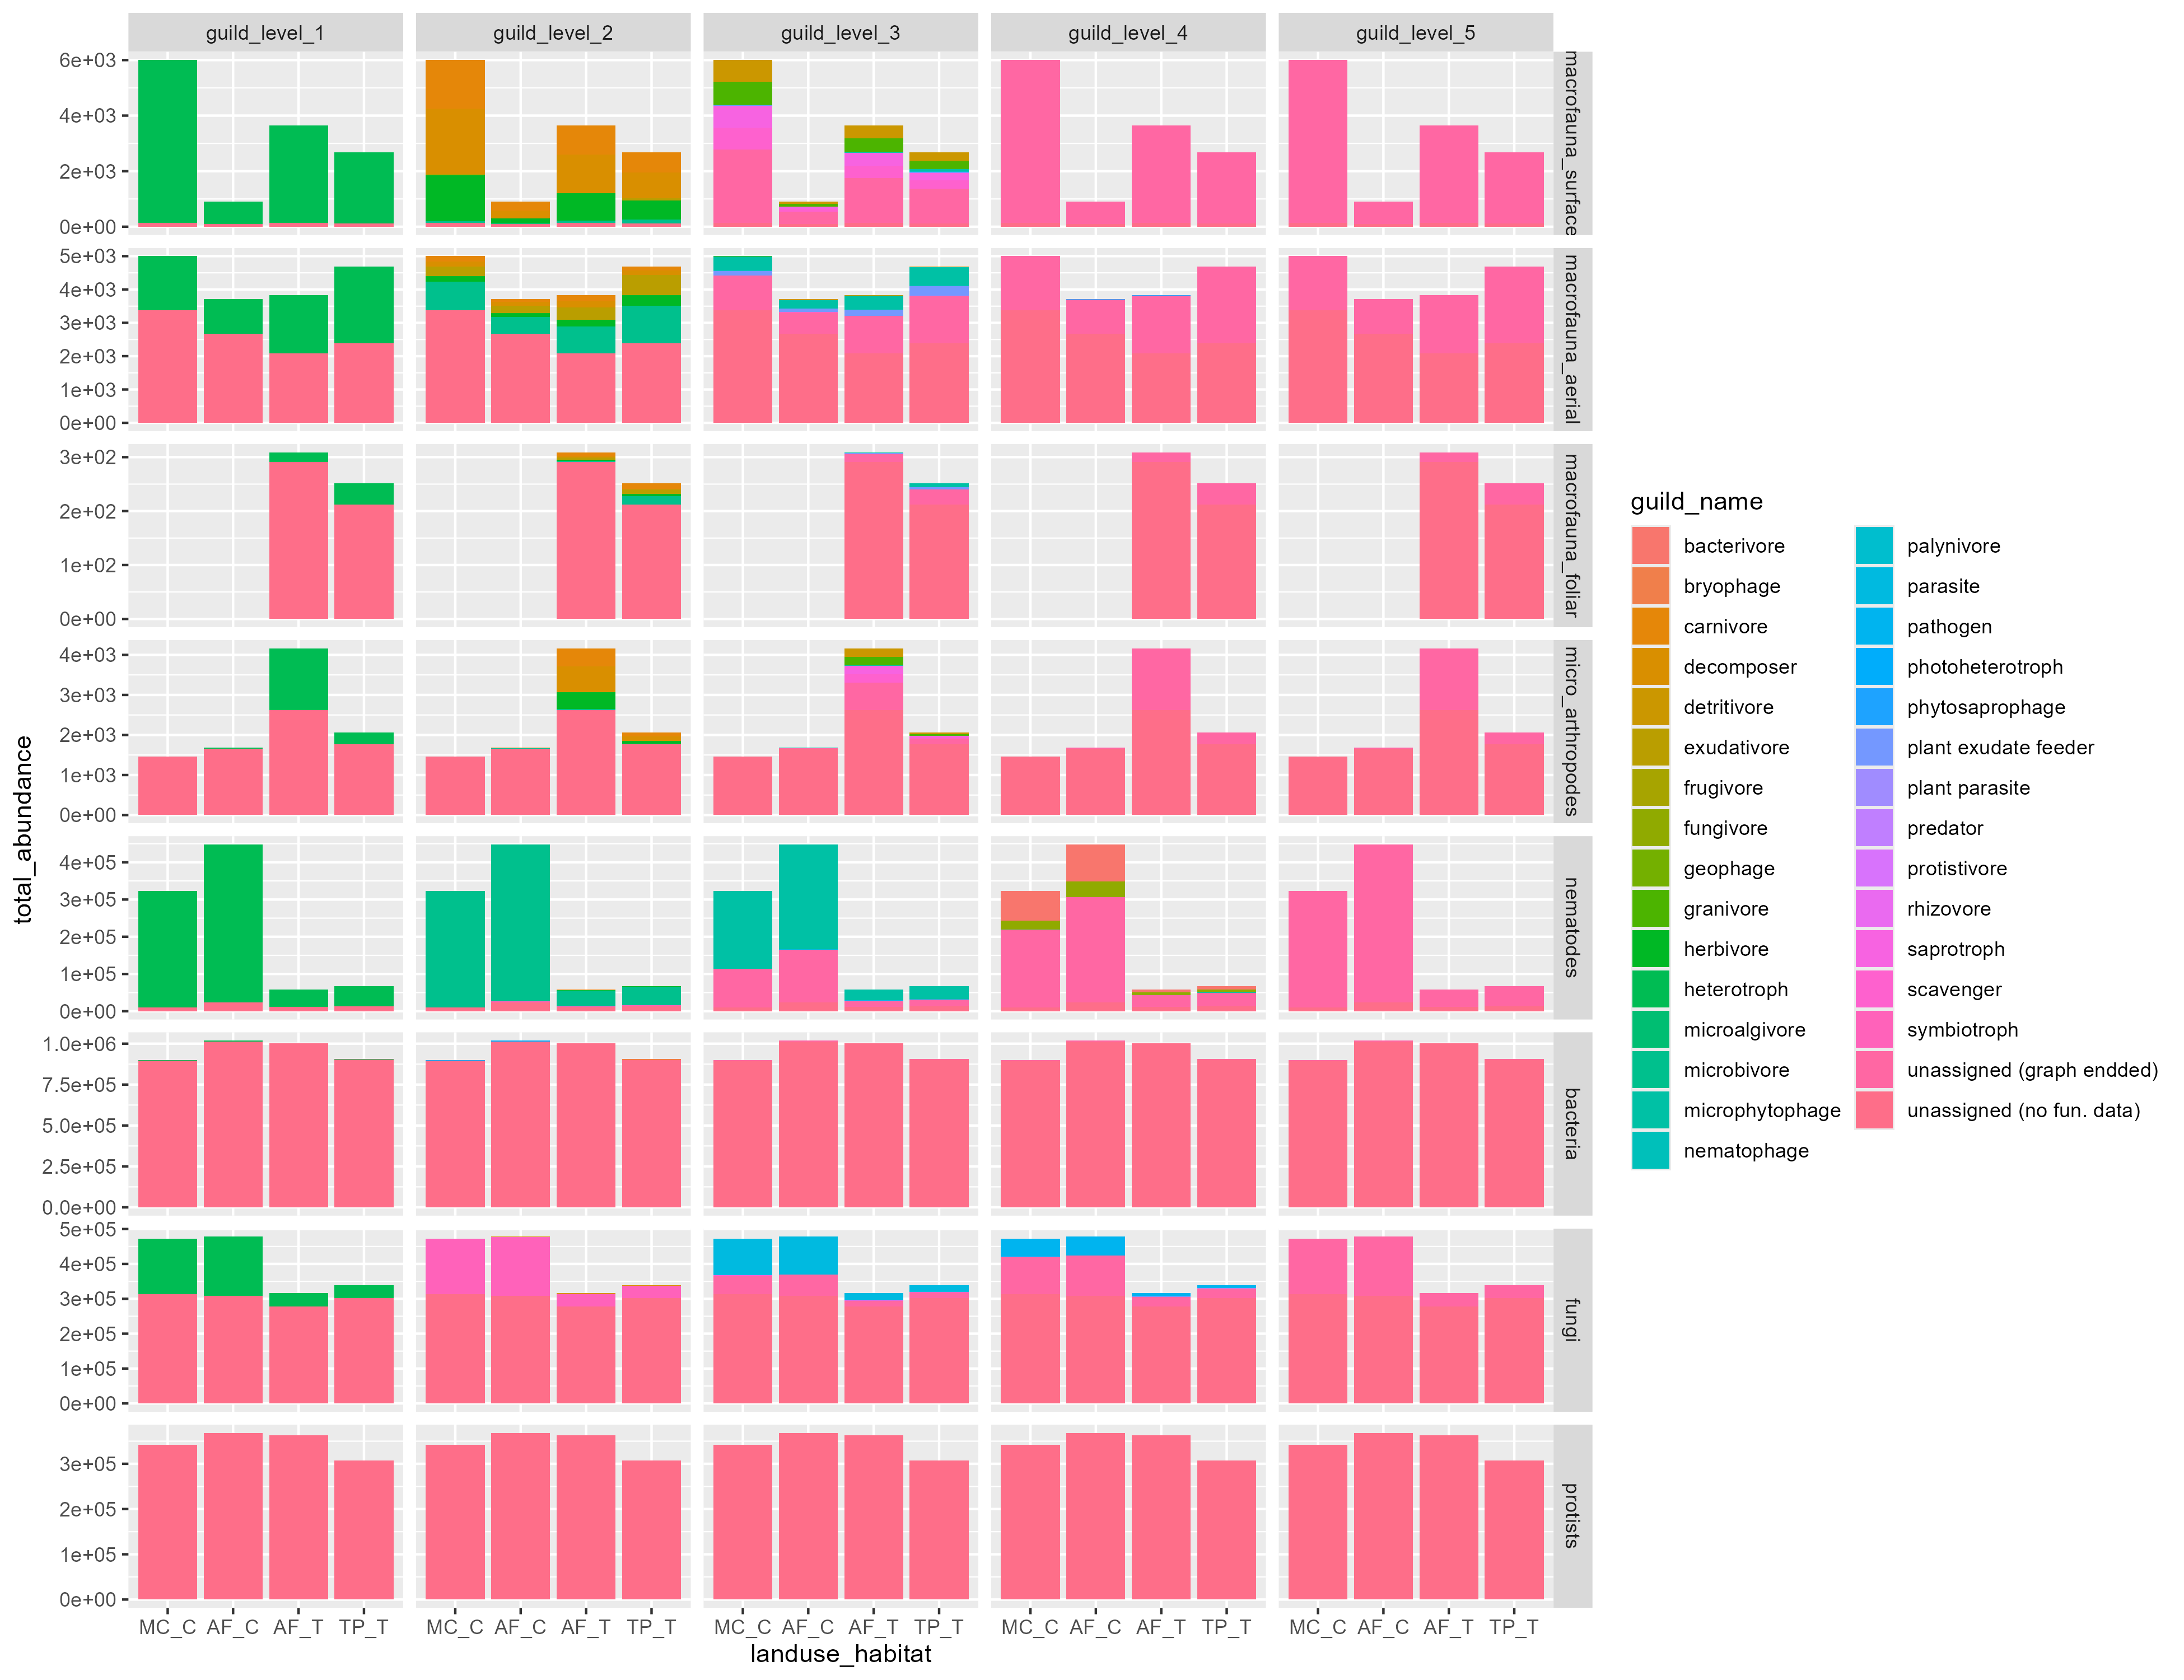 guild_level_1 guild_level_2 guild_level_3 guild_level_4 guild_level_5
6e+03
4e+03
2e+03
0e+00
macrofauna_surface
5e+03
4e+03
3e+03
2e+03
1e+03
0e+00
macrofauna_aerial
3e+02
2e+02
1e+02
0e+00
macrofauna_foliar
4e+03
3e+03
2e+03
1e+03
0e+00
micro_arthropodes
4e+05
3e+05
2e+05
1e+05
0e+00
nematodes
1.0e+06
7.5e+05
5.0e+05
2.5e+05
0.0e+00
bacteria
5e+05
4e+05
3e+05
2e+05
1e+05
0e+00
fungi
3e+05
2e+05
1e+05
0e+00
protists
MC_C AF_C AF_T TP_T MC_C AF_C AF_T TP_T MC_C AF_C AF_T TP_T MC_C AF_C AF_T TP_T MC_C AF_C AF_T TP_T
landuse_habitat
total_abundance
guild_name
bacterivore
bryophage
carnivore
decomposer
detritivore
exudativore
frugivore
fungivore
geophage
granivore
herbivore
heterotroph
microalgivore
microbivore
microphytophage
nematophage
palynivore
parasite
pathogen
photoheterotroph
phytosaprophage
plant exudate feeder
plant parasite
predator
protistivore
rhizovore
saprotroph
scavenger
symbiotroph
unassigned (graph endded)
unassigned (no fun. data)